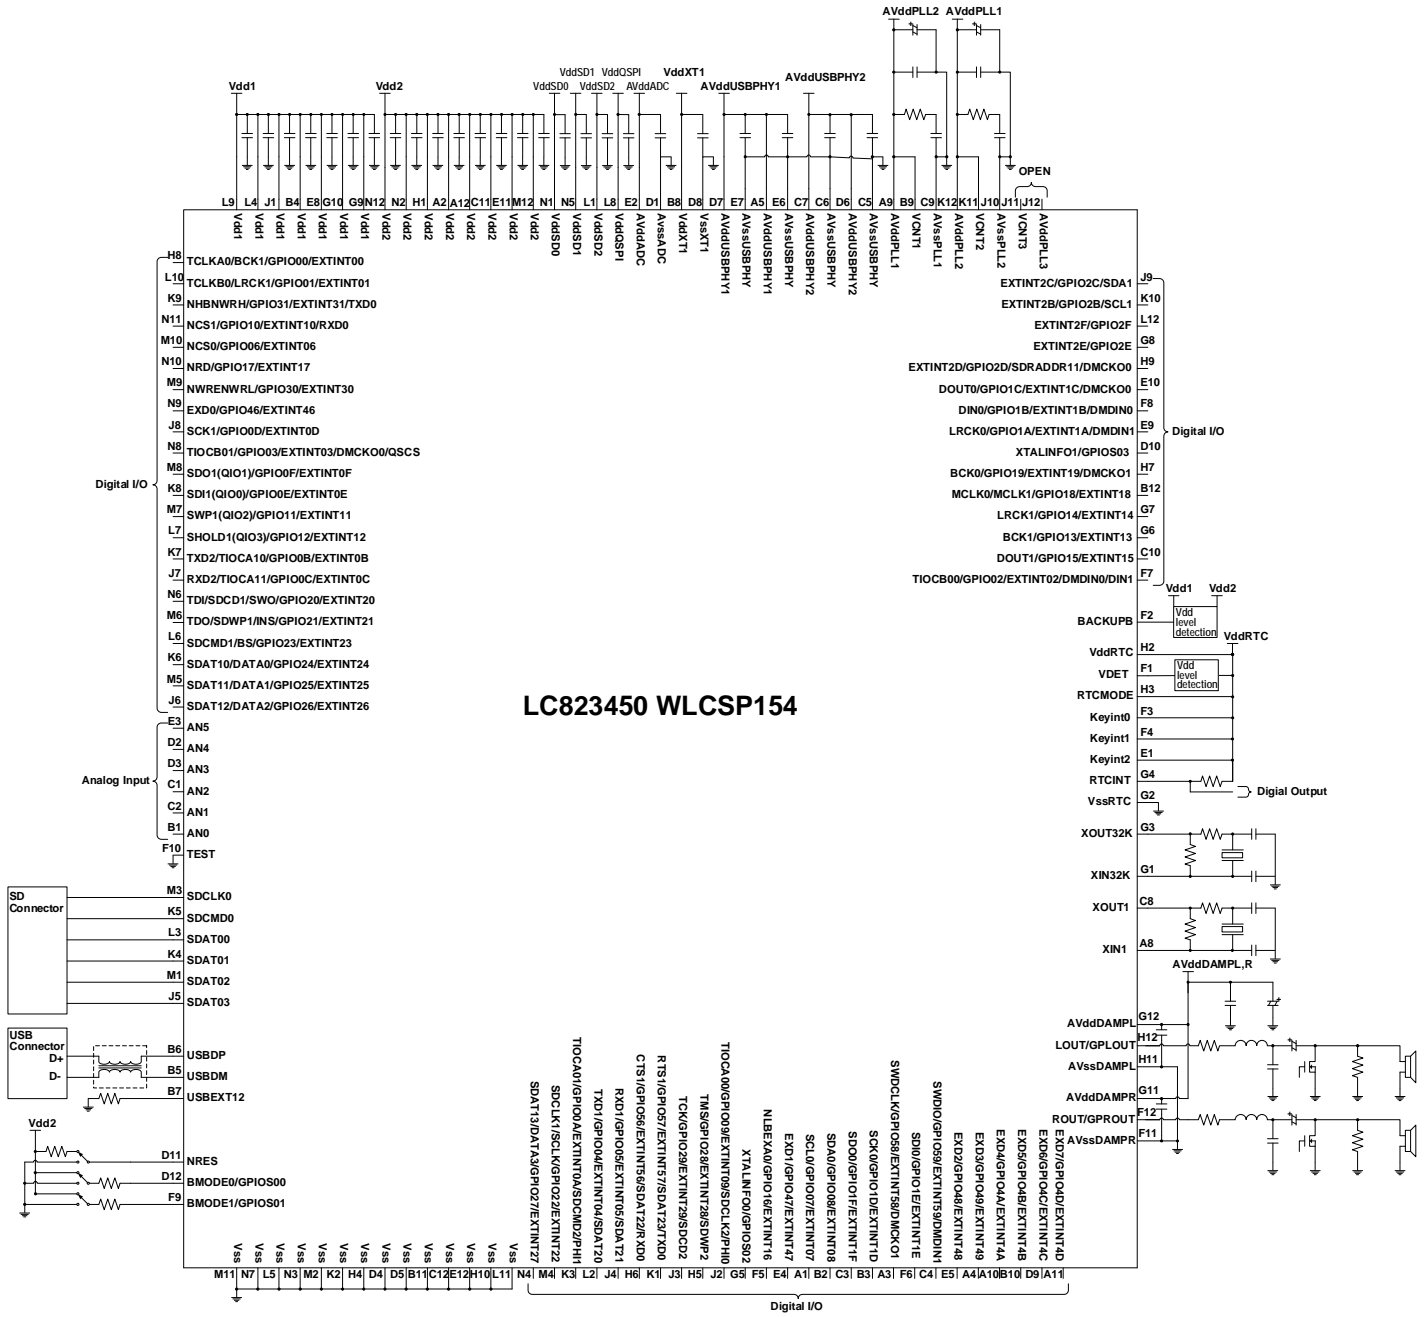 AVddPLL2 AVddPLL1
VddSD1 VddQSPI VddXT1
Vdd1 Vdd2 VddSD0 VddSD2 AVddADC AVddUSBPHY1 AVddUSBPHY2
OPEN
L9 L4 J1 B4 E8 G10 G9 N12 N2 H1 A2 A12 C11 E11 M12 N1 N5 L1 L8 E2 D1 B8 D8 D7 E7 A5 E6 C7 C6 D6 C5 A9 B9 C9 K12 K11 J10 J11 J12
Vdd1 Vdd1 Vdd1 Vdd1 Vdd1 Vdd1 Vdd1 Vdd2 Vdd2 Vdd2 Vdd2 Vdd2 Vdd2 Vdd2 Vdd2 VddSD0 VddSD1 VddSD2 VddQSPI AVddADC AvssADC VddXT1 VssXT1 AVddUSBPHY1 AVssUSBPHY AVddUSBPHY1 AVssUSBPHY AVddUSBPHY2 AVssUSBPHY AVddUSBPHY2 AVssUSBPHY AVddPLL1 VCNT1 AVssPLL1 AVddPLL2 VCNT2 AVssPLL2 VCNT3 AVddPLL3
H8 TCLKA0/BCK1/GPIO00/EXTINT00
L10 TCLKB0/LRCK1/GPIO01/EXTINT01
K9 NHBNWRH/GPIO31/EXTINT31/TXD0
N11 NCS1/GPIO10/EXTINT10/RXD0
M10 NCS0/GPIO06/EXTINT06
N10 NRD/GPIO17/EXTINT17
M9 NWRENWRL/GPIO30/EXTINT30
N9 EXD0/GPIO46/EXTINT46
J8 SCK1/GPIO0D/EXTINT0D
N8 TIOCB01/GPIO03/EXTINT03/DMCKO0/QSCS
M8 SDO1(QIO1)/GPIO0F/EXTINT0F
Digital I/O
K8 SDI1(QIO0)/GPIO0E/EXTINT0E
M7 SWP1(QIO2)/GPIO11/EXTINT11
L7 SHOLD1(QIO3)/GPIO12/EXTINT12
K7 TXD2/TIOCA10/GPIO0B/EXTINT0B
J7 RXD2/TIOCA11/GPIO0C/EXTINT0C
N6 TDI/SDCD1/SWO/GPIO20/EXTINT20
M6 TDO/SDWP1/INS/GPIO21/EXTINT21
L6 SDCMD1/BS/GPIO23/EXTINT23
K6 SDAT10/DATA0/GPIO24/EXTINT24
M5 SDAT11/DATA1/GPIO25/EXTINT25
J6 SDAT12/DATA2/GPIO26/EXTINT26
E3 AN5
D2 AN4
D3 AN3
Analog Input
C1 AN2
C2 AN1
B1 AN0
F10 TEST
SD
Connector
M3 SDCLK0
K5 SDCMD0
L3 SDAT00
K4 SDAT01
M1 SDAT02
J5 SDAT03
USB
Connector
D+ B6 USBDP
D- B5 USBDM
B7 USBEXT12
Vdd2
D11 NRES
D12 BMODE0/GPIOS00
F9 BMODE1/GPIOS01
LC823450 WLCSP154
EXTINT2C/GPIO2C/SDA1 J9
EXTINT2B/GPIO2B/SCL1 K10
EXTINT2F/GPIO2F L12
EXTINT2E/GPIO2E G8
EXTINT2D/GPIO2D/SDRADDR11/DMCKO0 H9
DOUT0/GPIO1C/EXTINT1C/DMCKO0 E10
DIN0/GPIO1B/EXTINT1B/DMDIN0 F8
LRCK0/GPIO1A/EXTINT1A/DMDIN1 E9
Digital I/O
XTALINFO1/GPIOS03 D10
BCK0/GPIO19/EXTINT19/DMCKO1 H7
MCLK0/MCLK1/GPIO18/EXTINT18 B12
LRCK1/GPIO14/EXTINT14 G7
BCK1/GPIO13/EXTINT13 G6
DOUT1/GPIO15/EXTINT15 C10
TIOCB00/GPIO02/EXTINT02/DMDIN0/DIN1 F7
Vdd1 Vdd2
BACKUPB F2
Vdd
level
detection
VddRTC
VddRTC H2
VDET F1
Vdd
level
detection
RTCMODE H3
Keyint0 F3
Keyint1 F4
Keyint2 E1
RTCINT G4
Digial Output
VssRTC G2
XOUT32K G3
XIN32K G1
XOUT1 C8
XIN1 A8
AVddDAMPL,R
AVddDAMPL G12
LOUT/GPLOUT H12
AVssDAMPL H11
AVddDAMPR G11
ROUT/GPROUT F12
AVssDAMPR F11
Vss Vss Vss Vss Vss Vss Vss Vss Vss Vss Vss Vss Vss Vss SDAT13/DATA3/GPIO27/EXTINT27 SDCLK1/SCLK/GPIO22/EXTINT22 TIOCA01/GPIO0A/EXTINT0A/SDCMD2/PHI1 TXD1/GPIO04/EXTINT04/SDAT20 RXD1/GPIO05/EXTINT05/SDAT21 CTS1/GPIO56/EXTINT56/SDAT22/RXD0 RTS1/GPIO57/EXTINT57/SDAT23/TXD0 TCK/GPIO29/EXTINT29/SDCD2 TMS/GPIO28/EXTINT28/SDWP2 TIOCA00/GPIO09/EXTINT09/SDCLK2/PHI0 XTALINFO0/GPIOS02 NLBEXA0/GPIO16/EXTINT16 EXD1/GPIO47/EXTINT47 SCL0/GPIO07/EXTINT07 SDA0/GPIO08/EXTINT08 SDO0/GPIO1F/EXTINT1F SCK0/GPIO1D/EXTINT1D SWDCLK/GPIO58/EXTINT58/DMCKO1 SDI0/GPIO1E/EXTINT1E SWDIO/GPIO59/EXTINT59/DMDIN1 EXD2/GPIO48/EXTINT48 EXD3/GPIO49/EXTINT49 EXD4/GPIO4A/EXTINT4A EXD5/GPIO4B/EXTINT4B EXD6/GPIO4C/EXTINT4C EXD7/GPIO4D/EXTINT4D
M11 N7 L5 N3 M2 K2 H4 D4 D5 B11 C12 E12 H10 L11 N4 M4 K3 L2 J4 H6 K1 J3 H5 J2 G5 F5 E4 A1 B2 C3 B3 A3 F6 C4 E5 A4 A10 B10 D9 A11
Digital I/O